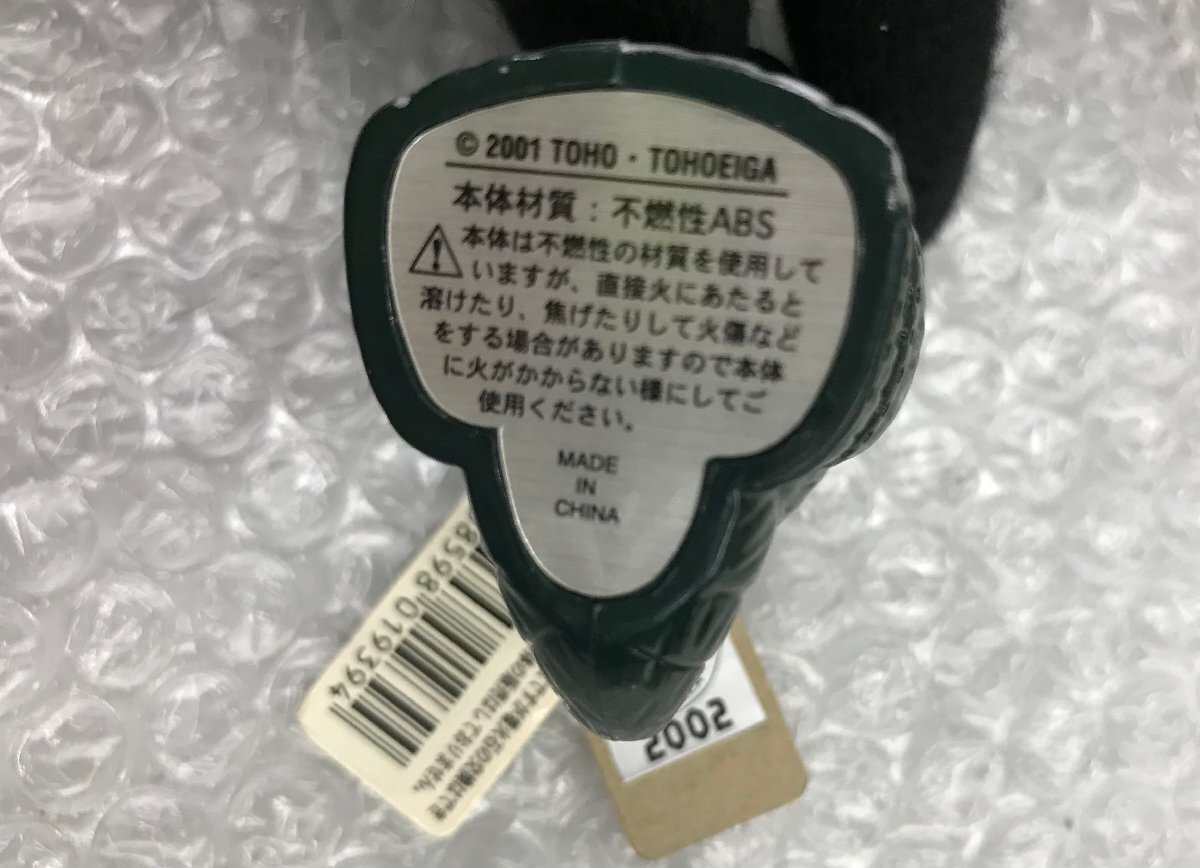 © 2001 TOHO・TOHOEIGA
本体材質：不燃性ABS
本体は不燃性の材質を使用して
いますが、直接火にあたると
溶けたり、焦げたりして火傷など
をする場合がありますので本体
に火がかからない様にしてご
使用ください。
MADE
IN
CHINA
8598 019394
2002